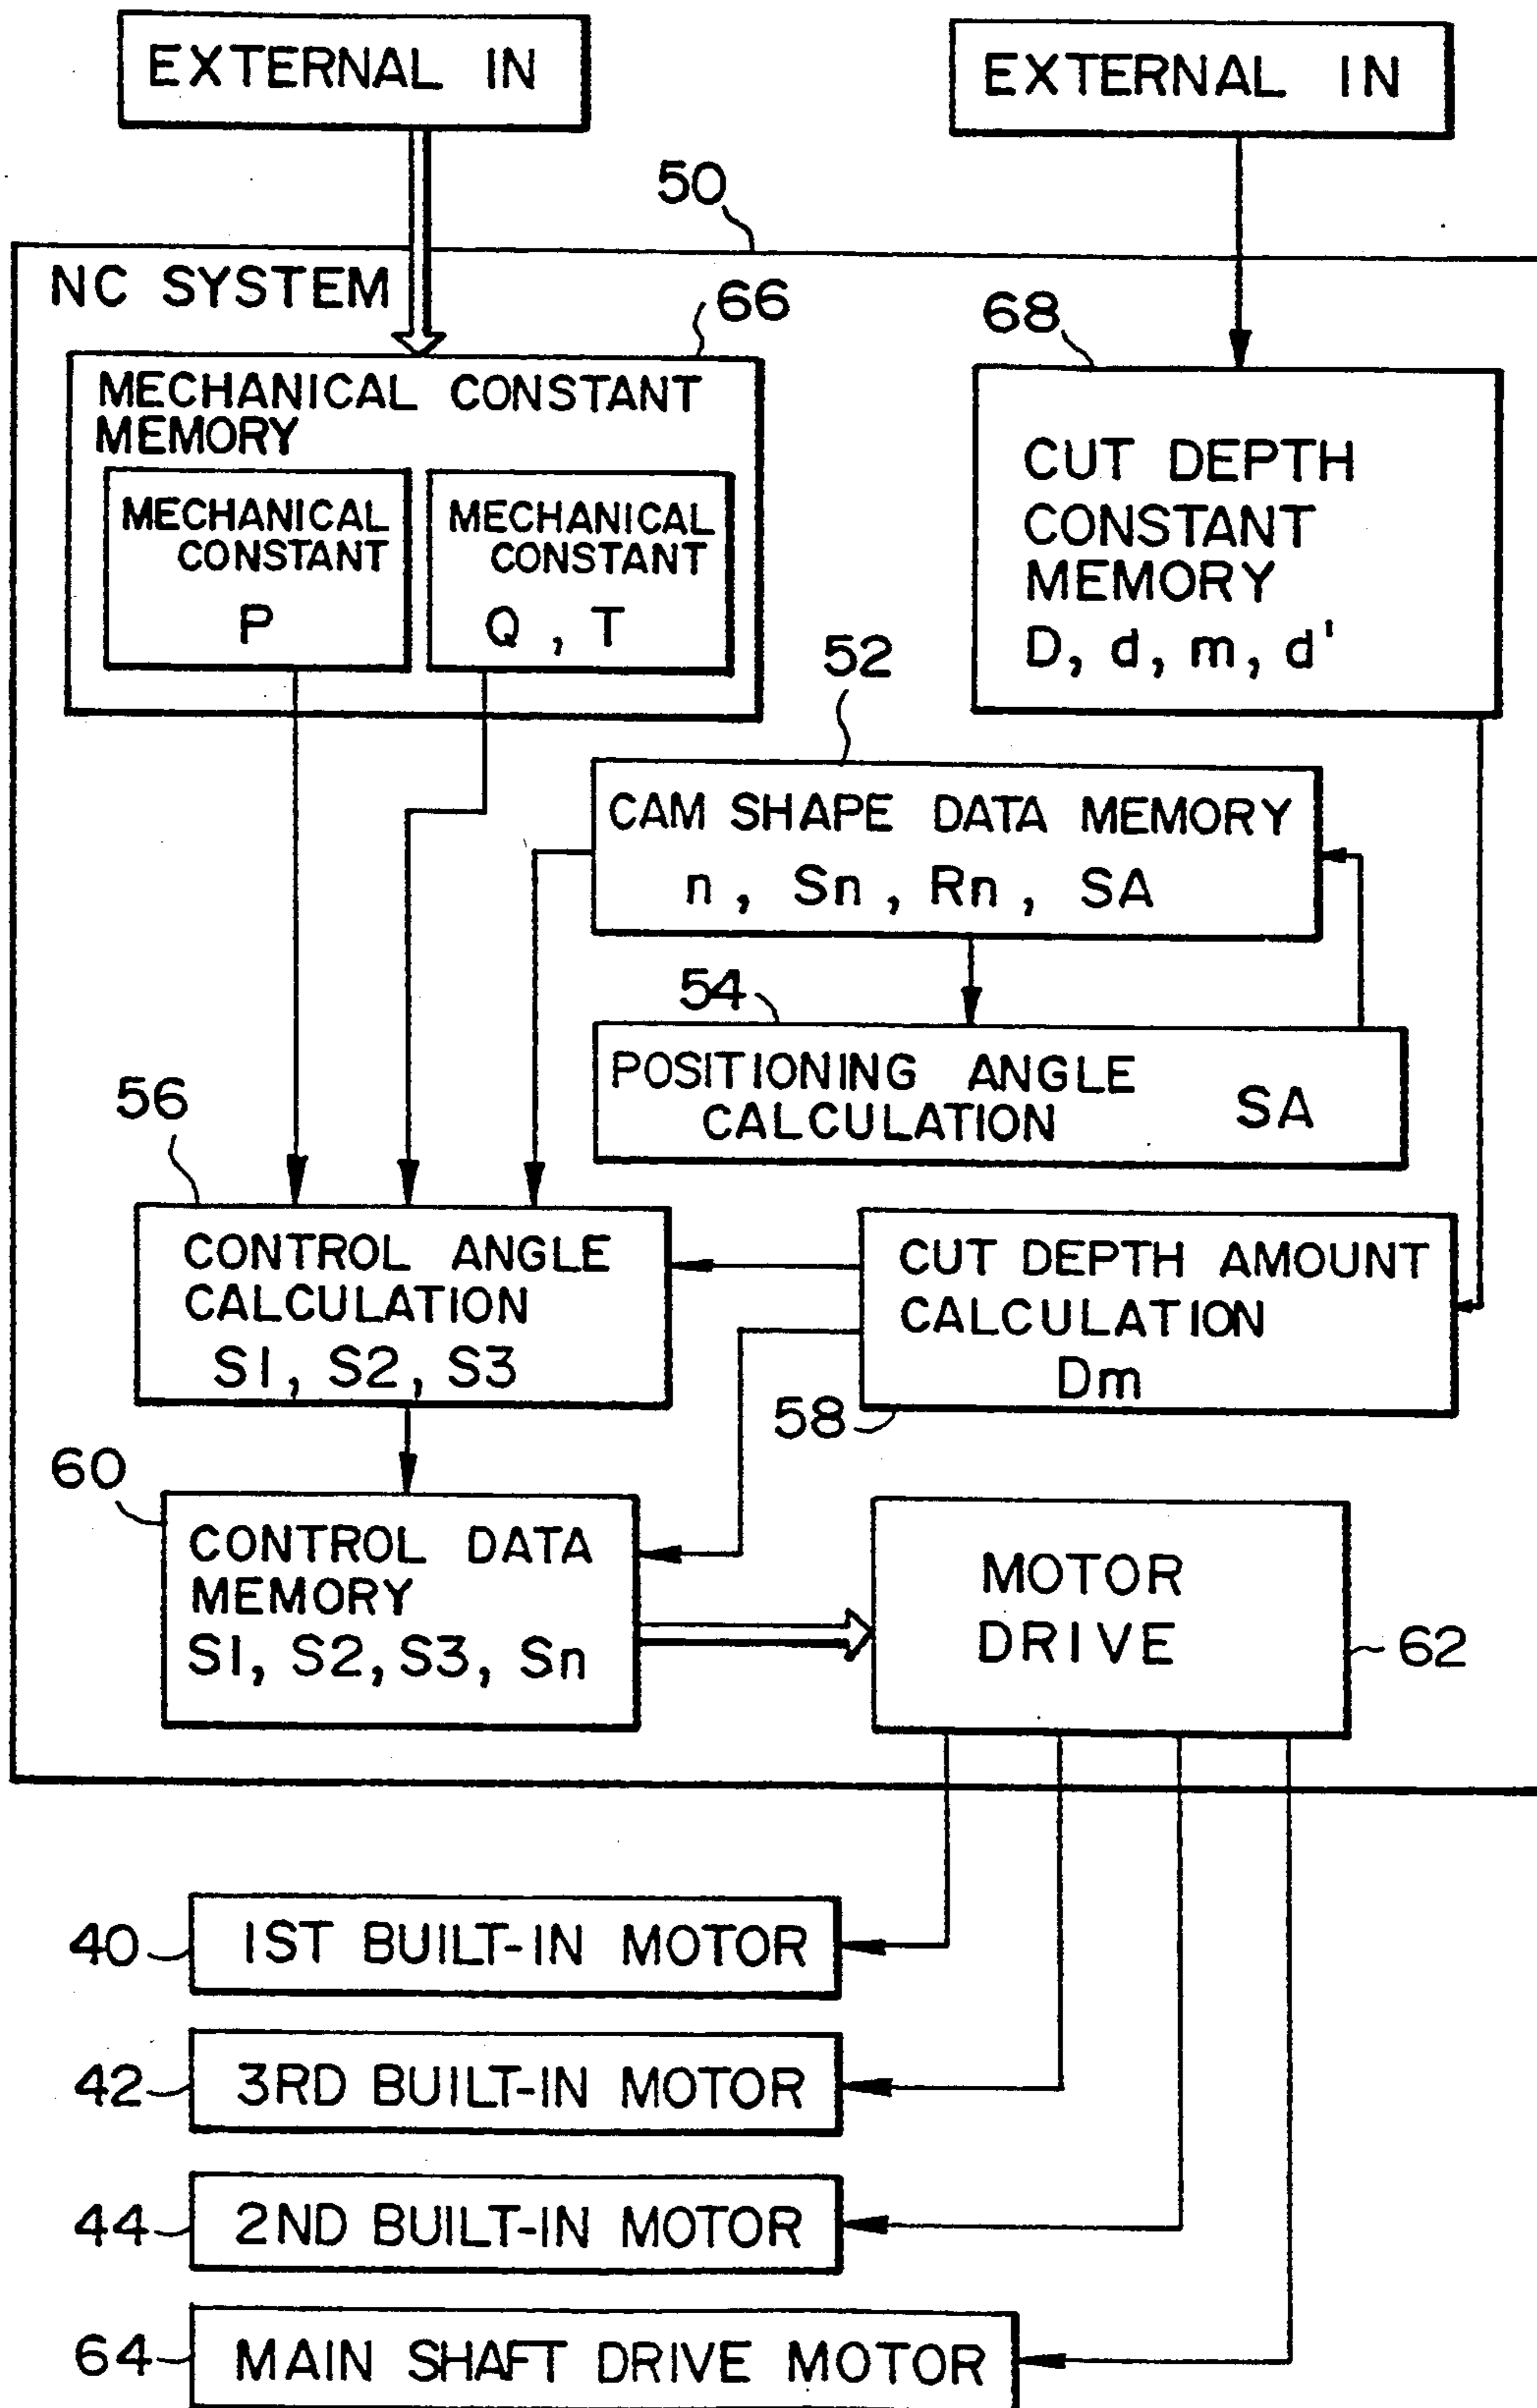 EXTERNAL IN
EXTERNAL IN
50
NC SYSTEM
66
68
MECHANICAL CONSTANT
MEMORY
MECHANICAL
CONSTANT
P
MECHANICAL
CONSTANT
Q , T
CUT DEPTH
CONSTANT
MEMORY
D, d, m, d'
52
CAM SHAPE DATA MEMORY
n , Sn , Rn , SA
54
POSITIONING ANGLE
CALCULATION
SA
56
CONTROL ANGLE
CALCULATION
S1, S2, S3
CUT DEPTH AMOUNT
CALCULATION
Dm
58
60
CONTROL DATA
MEMORY
S1, S2, S3, Sn
MOTOR
DRIVE
62
40
1ST BUILT-IN MOTOR
42
3RD BUILT-IN MOTOR
44
2ND BUILT-IN MOTOR
64
MAIN SHAFT DRIVE MOTOR